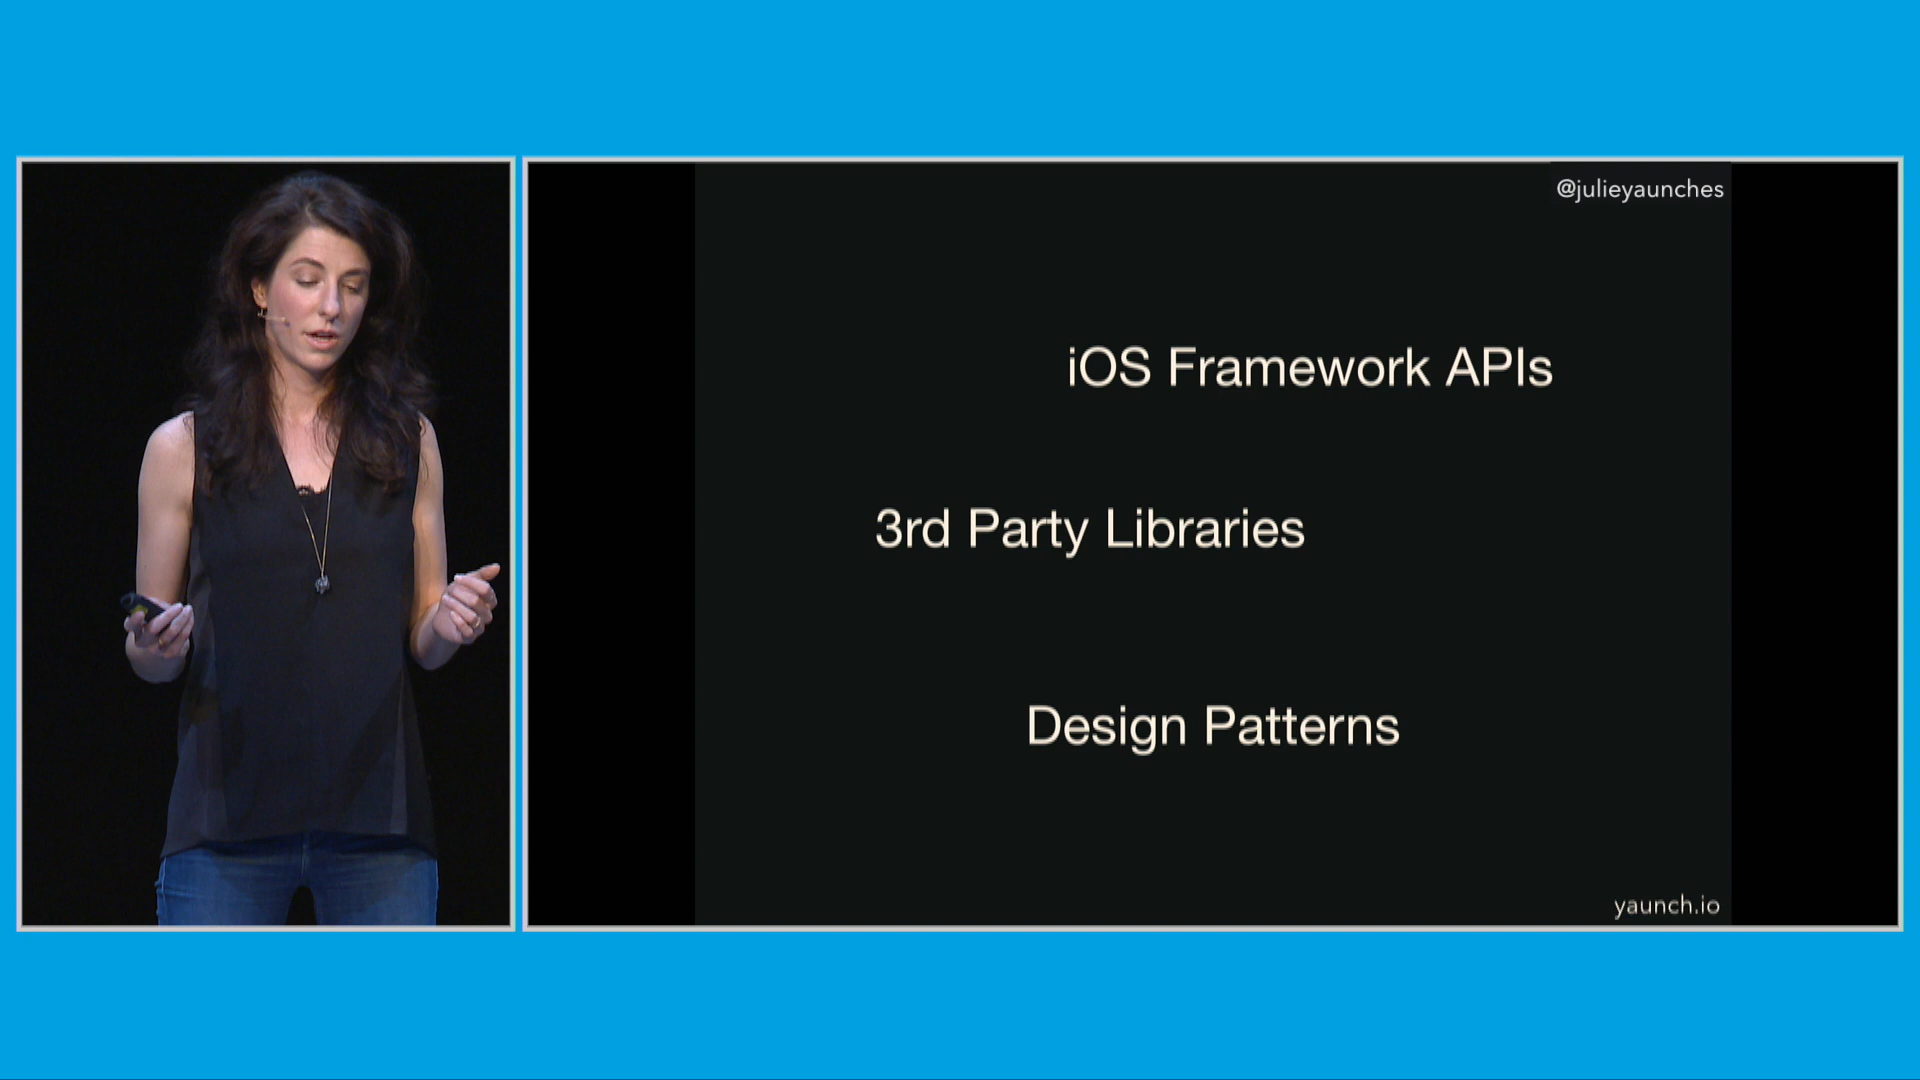 @julieyaunches
iOS Framework APIs
3rd Party Libraries
Design Patterns
yaunch.io